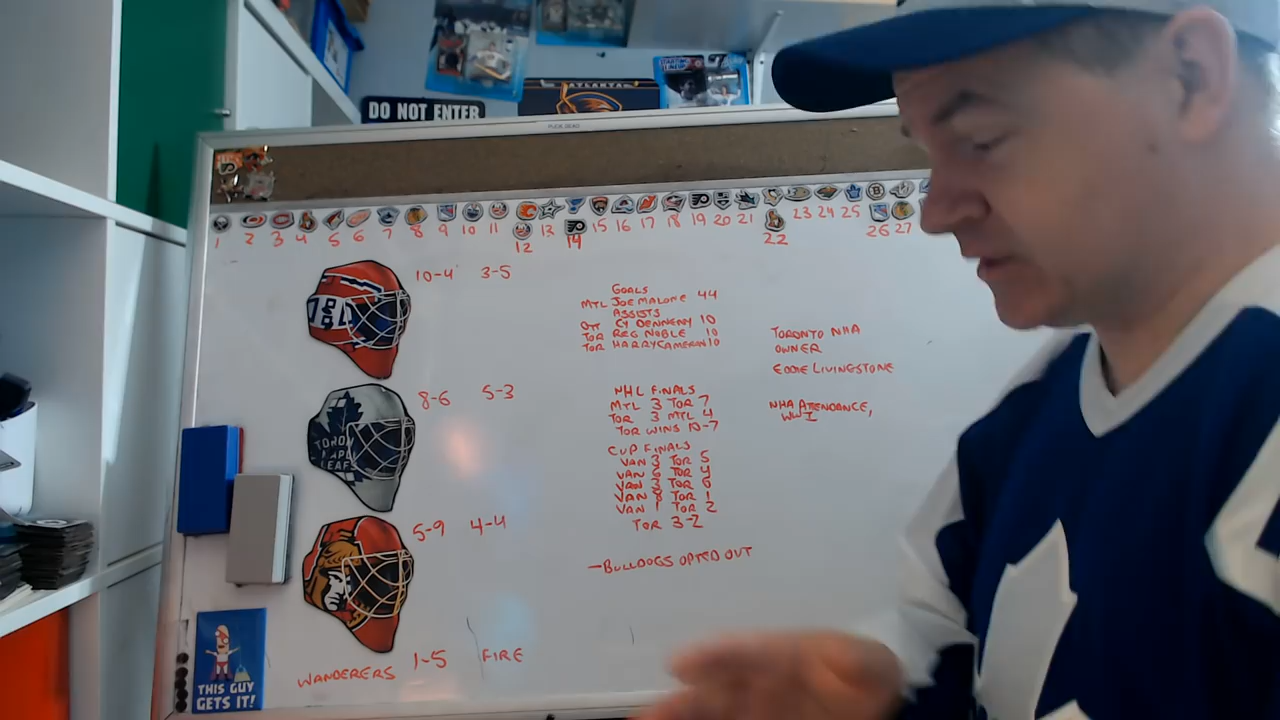 ATLANTA
DO NOT ENTER
1 2 3 4 5 6 7 8 9 10 11 12 13 14 15 16 17 18 19 20 21 22 23 24 25 26 27
10-4 3-5
GOALS
MTL JOE MALONE 44
ASSISTS
OTT CY DENNENY 10
TOR REG NOBLE 10
TOR HARRY CAMERON 10
TORONTO NHA
OWNER
EDDIE LIVINGSTONE
NHA ATTENDANCE,
WWI
8-6 5-3
TORONTO
MAPLE
LEAFS
NHL FINALS
MTL 3 TOR 7
TOR 3 MTL 4
TOR WINS 10-7
CUP FINALS
VAN 3 TOR 5
VAN 6 TOR 4
VAN 3 TOR 6
VAN 8 TOR 1
VAN 1 TOR 2
TOR 3-2
5-9 4-4
-BULLDOGS OPTED OUT
WANDERERS 1-5 FIRE
THIS GUY
GETS IT!